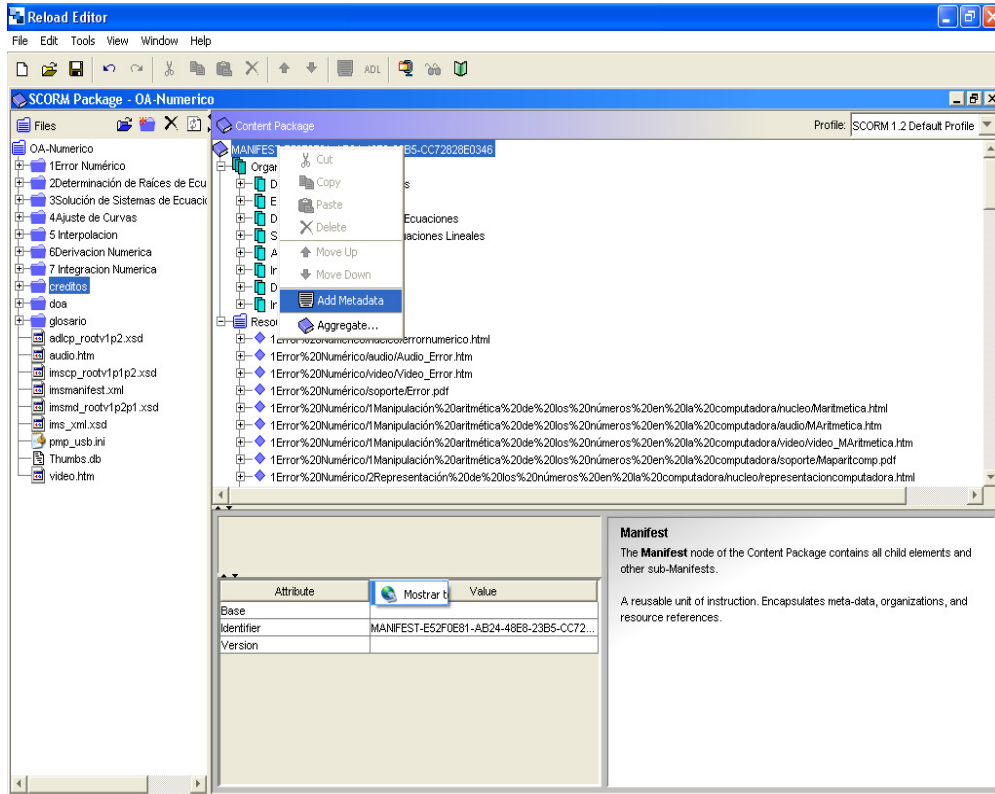 Reload Editor
File Edit Tools View Window Help
ADL
SCORM Package - OA-Numerico
Files
Content Package
Profile: SCORM 1.2 Default Profile
OA-Numerico
1Error Numérico
2Determinación de Raíces de Ecu
3Solución de Sistemas de Ecuacic
4Ajuste de Curvas
5 Interpolacion
6Derivacion Numerica
7 Integracion Numerica
creditos
doa
glosario
adlcp_rootv1p2.xsd
audio.htm
imscp_rootv1p1p2.xsd
imsmanifest.xml
imsmd_rootv1p2p1.xsd
ims_xml.xsd
pmp_usb.ini
Thumbs.db
video.htm
B5-CC72828E0346
Organ
D s
E
D Ecuaciones
S uaciones Lineales
A
D
Resou
Cut
Copy
Paste
Delete
Move Up
Move Down
Add Metadata
Aggregate...
1Error%20Numérico/audio/Audio_Error.htm
1Error%20Numérico/video/Video_Error.htm
1Error%20Numérico/soporte/Error.pdf
1Error%20Numérico/1Manipulación%20aritmética%20de%20los%20números%20en%20la%20computadora/nucleo/Maritmetica.html
1Error%20Numérico/1Manipulación%20aritmética%20de%20los%20números%20en%20la%20computadora/audio/MAritmetica.htm
1Error%20Numérico/1Manipulación%20aritmética%20de%20los%20números%20en%20la%20computadora/video/video_MAritmetica.htm
1Error%20Numérico/1Manipulación%20aritmética%20de%20los%20números%20en%20la%20computadora/soporte/Maparitcomp.pdf
1Error%20Numérico/2Representación%20de%20los%20números%20en%20la%20computadora/nucleo/representacioncomputadora.html
Attribute Value
Mostrar t
Base
Identifier MANIFEST-E52F0E81-AB24-48E8-23B5-CC72...
Version
Manifest
The Manifest node of the Content Package contains all child elements and
other sub-Manifests.
A reusable unit of instruction. Encapsulates meta-data, organizations, and
resource references.